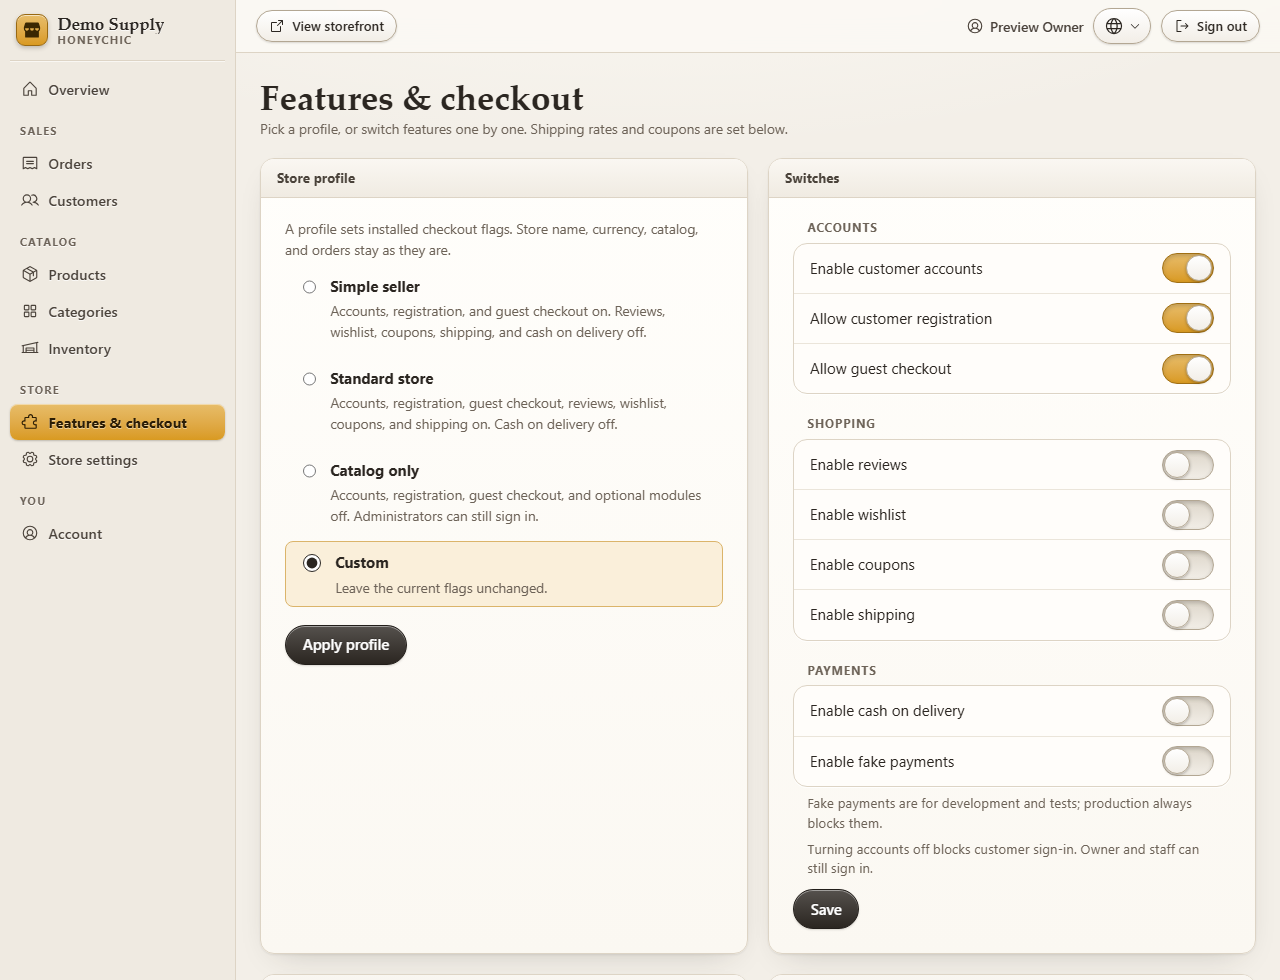 Demo Supply
HONEYCHIC
View storefront
Preview Owner
Sign out
Overview
SALES
Orders
Customers
CATALOG
Products
Categories
Inventory
STORE
Features & checkout
Store settings
YOU
Account
Features & checkout
Pick a profile, or switch features one by one. Shipping rates and coupons are set below.
Store profile
A profile sets installed checkout flags. Store name, currency, catalog,
and orders stay as they are.
Simple seller
Accounts, registration, and guest checkout on. Reviews,
wishlist, coupons, shipping, and cash on delivery off.
Standard store
Accounts, registration, guest checkout, reviews, wishlist,
coupons, and shipping on. Cash on delivery off.
Catalog only
Accounts, registration, guest checkout, and optional modules
off. Administrators can still sign in.
Custom
Leave the current flags unchanged.
Apply profile
Switches
ACCOUNTS
Enable customer accounts
Allow customer registration
Allow guest checkout
SHOPPING
Enable reviews
Enable wishlist
Enable coupons
Enable shipping
PAYMENTS
Enable cash on delivery
Enable fake payments
Fake payments are for development and tests; production always
blocks them.
Turning accounts off blocks customer sign-in. Owner and staff can
still sign in.
Save